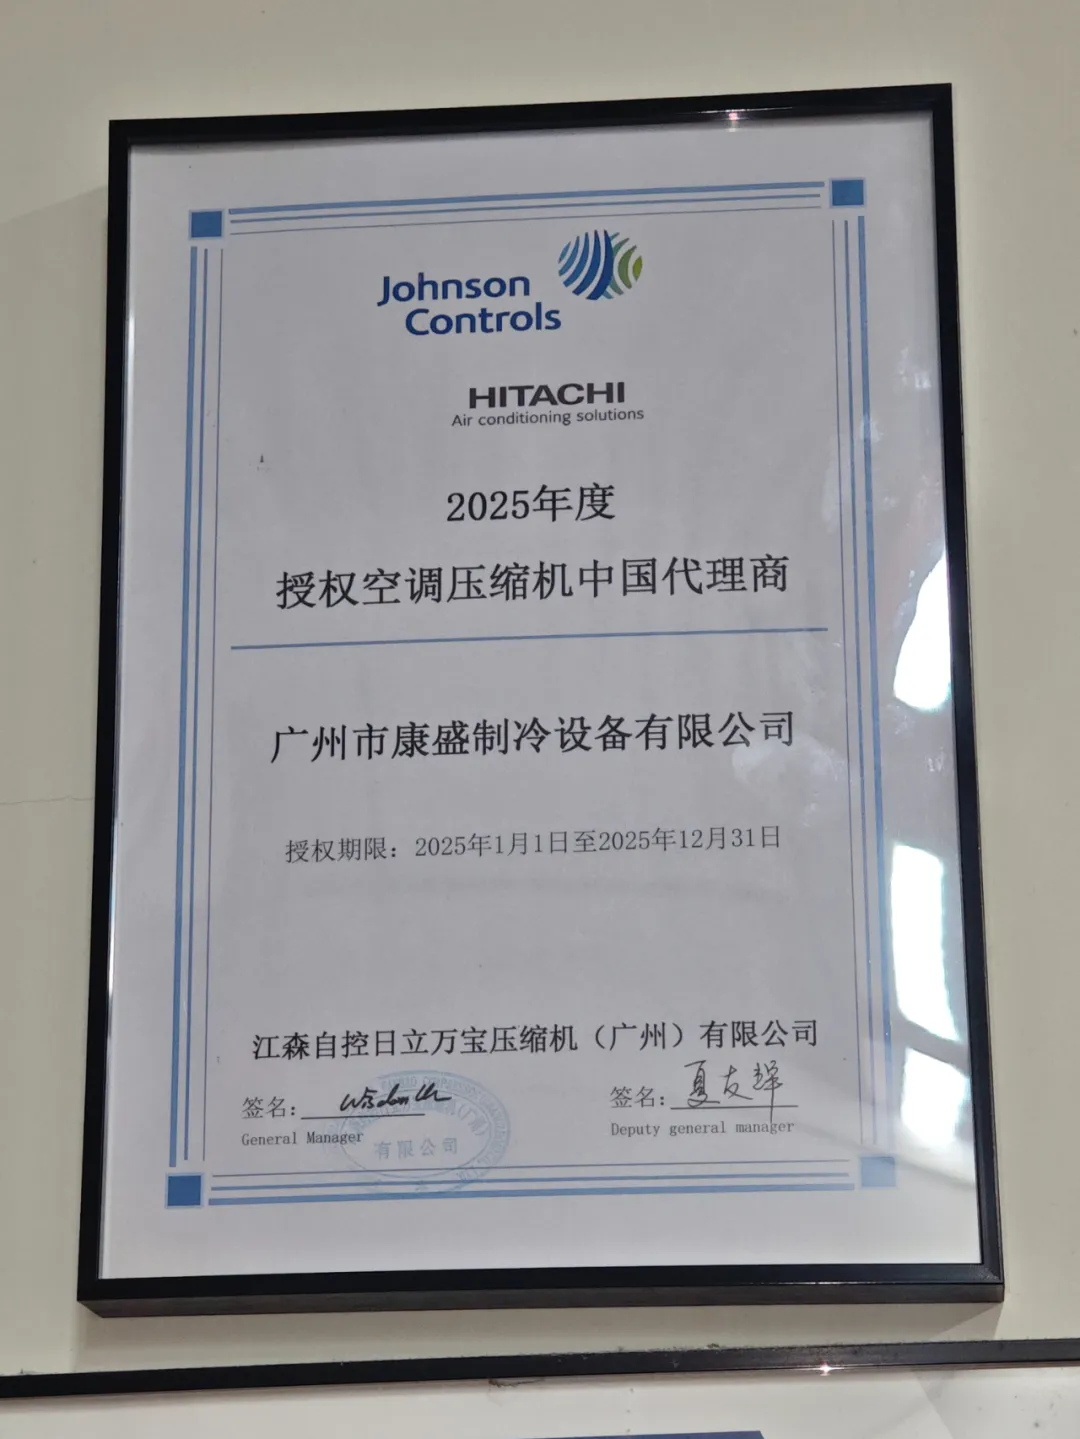 Johnson
Controls
HITACHI
Air conditioning solutions
2025年度
授权空调压缩机中国代理商
广州市康盛制冷设备有限公司
授权期限：2025年1月1日至2025年12月31日
江森自控日立万宝压缩机（广州）有限公司
签名：
签名：夏友
General Manager
Deputy general manager
有限公司